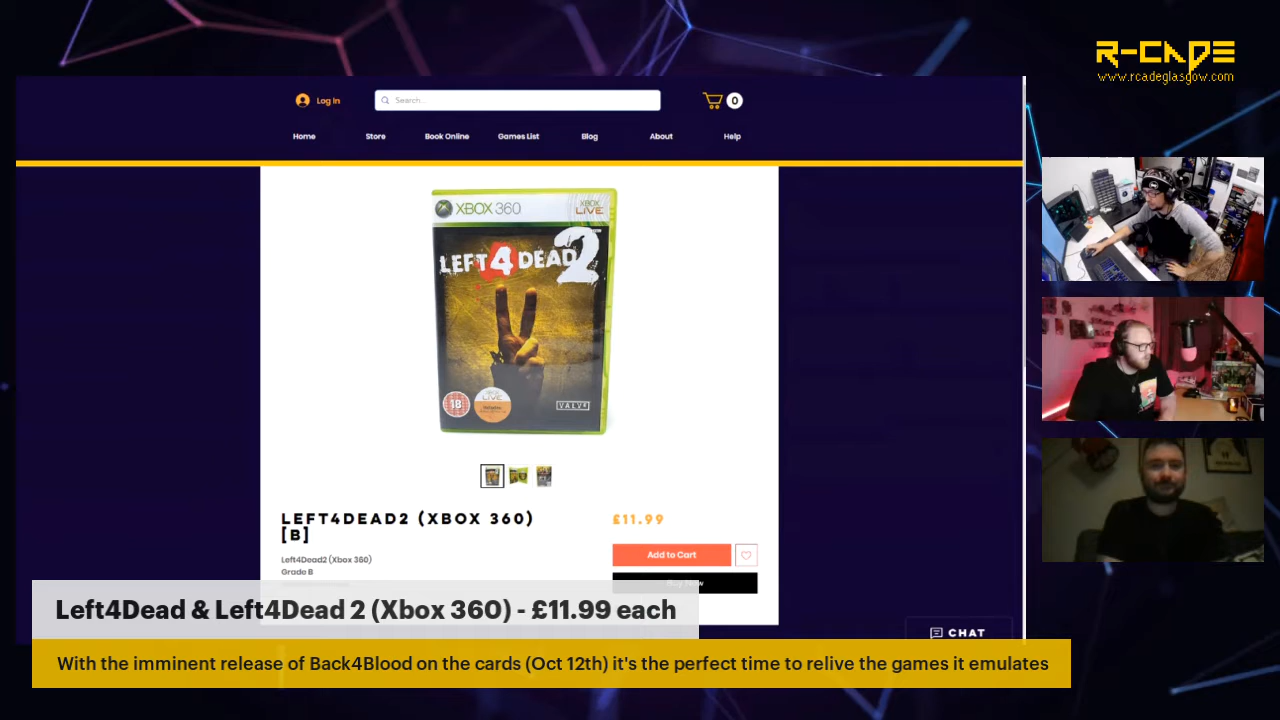 R-CADE
www.rcadeglasgow.com
Log In
Search...
0
Home
Store
Book Online
Games List
Blog
About
Help
XBOX 360
XBOX
LIVE
LEFT 4 DEAD 2
18
LIVE
VALVE
LEFT4DEAD2 (XBOX 360)
[B]
£11.99
Left4Dead2 (Xbox 360)
Grade B
Add to Cart
Buy Now
CHAT
Left4Dead & Left4Dead 2 (Xbox 360) - £11.99 each
With the imminent release of Back4Blood on the cards (Oct 12th) it's the perfect time to relive the games it emulates